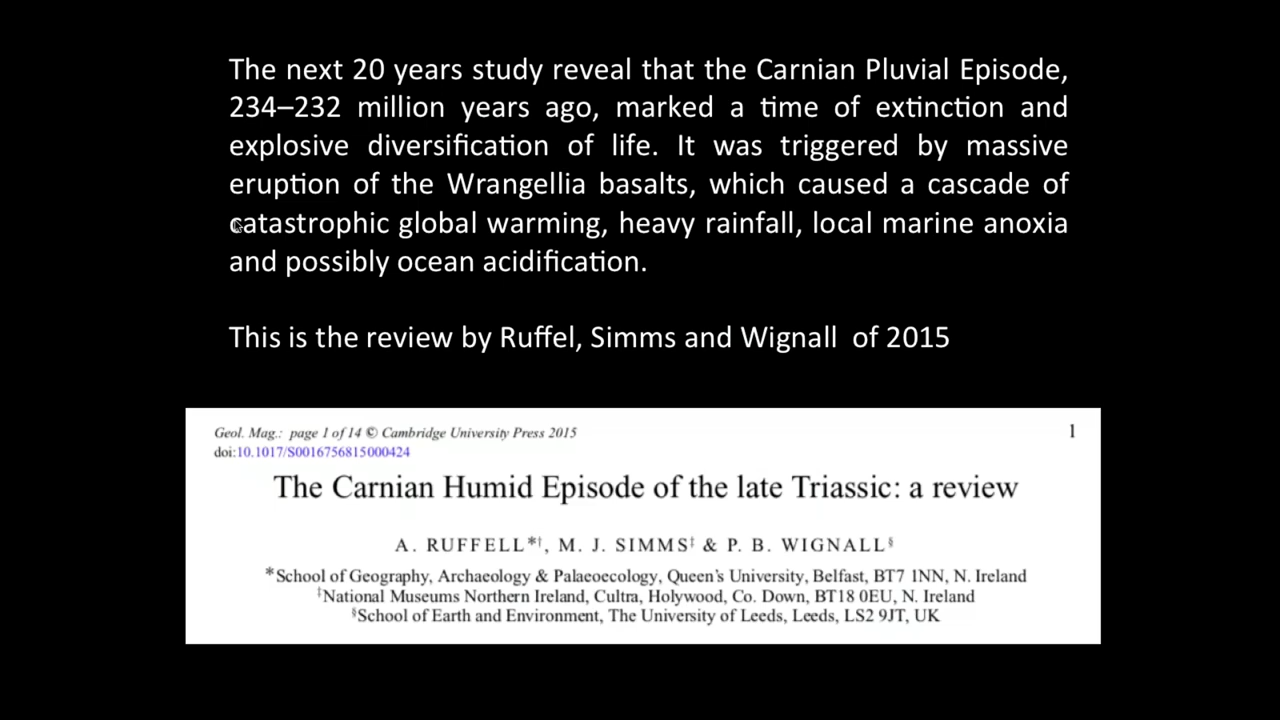 The next 20 years study reveal that the Carnian Pluvial Episode,
234–232 million years ago, marked a time of extinction and
explosive diversification of life. It was triggered by massive
eruption of the Wrangellia basalts, which caused a cascade of
catastrophic global warming, heavy rainfall, local marine anoxia
and possibly ocean acidification.
This is the review by Ruffel, Simms and Wignall of 2015
Geol. Mag.: page 1 of 14 © Cambridge University Press 2015 1
doi:10.1017/S0016756815000424
The Carnian Humid Episode of the late Triassic: a review
A. RUFFELL*†, M. J. SIMMS‡ & P. B. WIGNALL§
*School of Geography, Archaeology & Palaeoecology, Queen's University, Belfast, BT7 1NN, N. Ireland
‡National Museums Northern Ireland, Cultra, Holywood, Co. Down, BT18 0EU, N. Ireland
§School of Earth and Environment, The University of Leeds, Leeds, LS2 9JT, UK